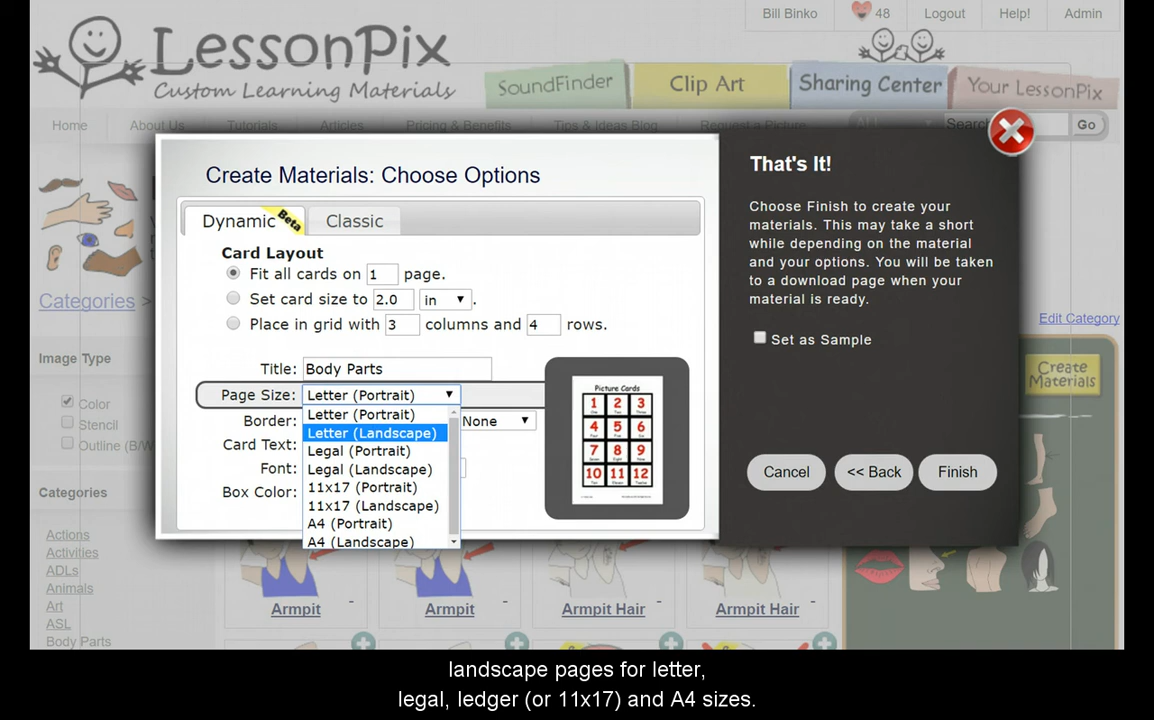 Bill Binko
48
Logout
Help!
Admin
LessonPix
Custom Learning Materials
SoundFinder
Clip Art
Sharing Center
Your LessonPix
Home
About Us
Tutorials
Articles
Pricing & Benefits
Tips & Ideas Blog
Request a Picture
ALL
Search
Go
Create Materials: Choose Options
Dynamic
Beta
Classic
Card Layout
Fit all cards on 1 page.
Set card size to 2.0 in .
Place in grid with 3 columns and 4 rows.
Title: Body Parts
Page Size: Letter (Portrait)
Letter (Portrait)
Letter (Landscape)
Legal (Portrait)
Legal (Landscape)
11x17 (Portrait)
11x17 (Landscape)
A4 (Portrait)
A4 (Landscape)
Border:
None
Card Text:
Font:
Box Color:
Picture Cards
1 2 3
4 5 6
7 8 9
10 11 12
That's It!
Choose Finish to create your
materials. This may take a short
while depending on the material
and your options. You will be taken
to a download page when your
material is ready.
Set as Sample
Cancel
<< Back
Finish
Categories >
Edit Category
Image Type
Color
Stencil
Outline (B/W
Create
Materials
Categories
Actions
Activities
ADLs
Animals
Art
ASL
Body Parts
Armpit -
Armpit -
Armpit Hair -
Armpit Hair -
landscape pages for letter,
legal, ledger (or 11x17) and A4 sizes.